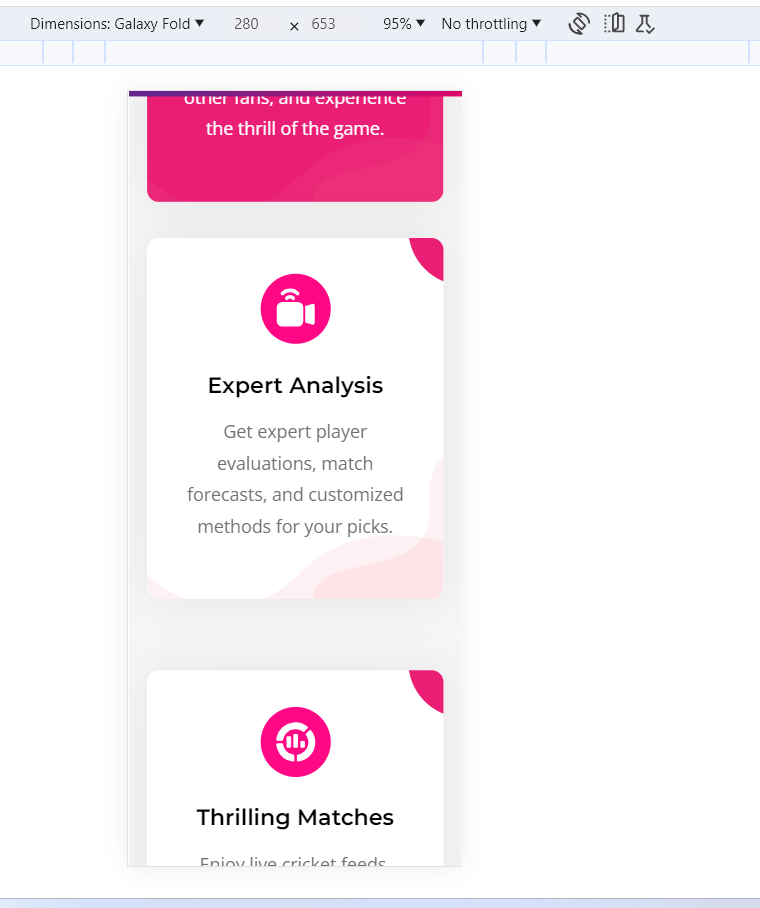 Dimensions: Galaxy Fold 280 × 653 95% No throttling
other fans, and experience
the thrill of the game.
Expert Analysis
Get expert player
evaluations, match
forecasts, and customized
methods for your picks.
Thrilling Matches
Enjoy live cricket feeds,